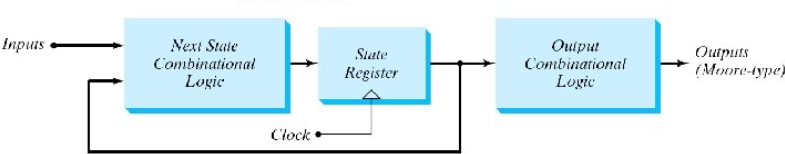 Inputs
Next State
Combinational
Logic
State
Register
Output
Combinational
Logic
Outputs
(Moore-type)
Clock